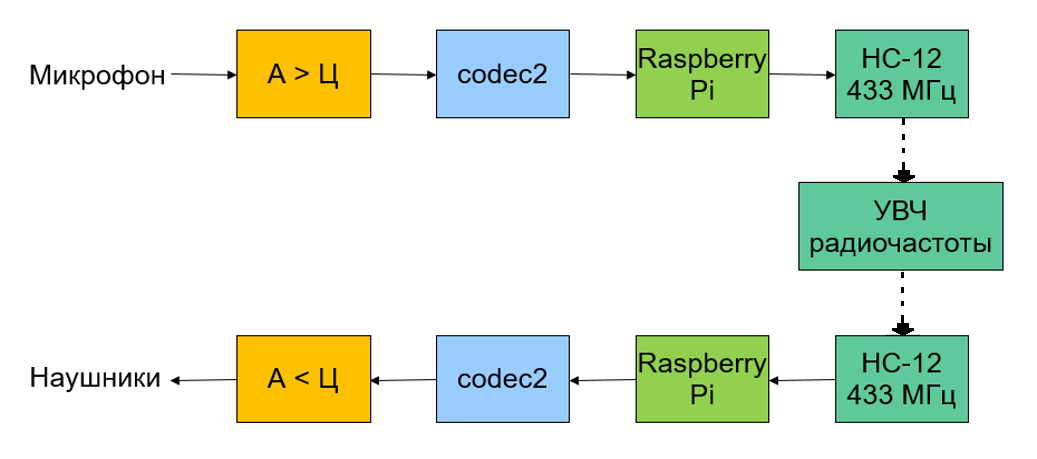 Микрофон
А > Ц
codec2
Raspberry
Pi
HC-12
433 МГц
УВЧ
радиочастоты
Наушники
А < Ц
codec2
Raspberry
Pi
HC-12
433 МГц